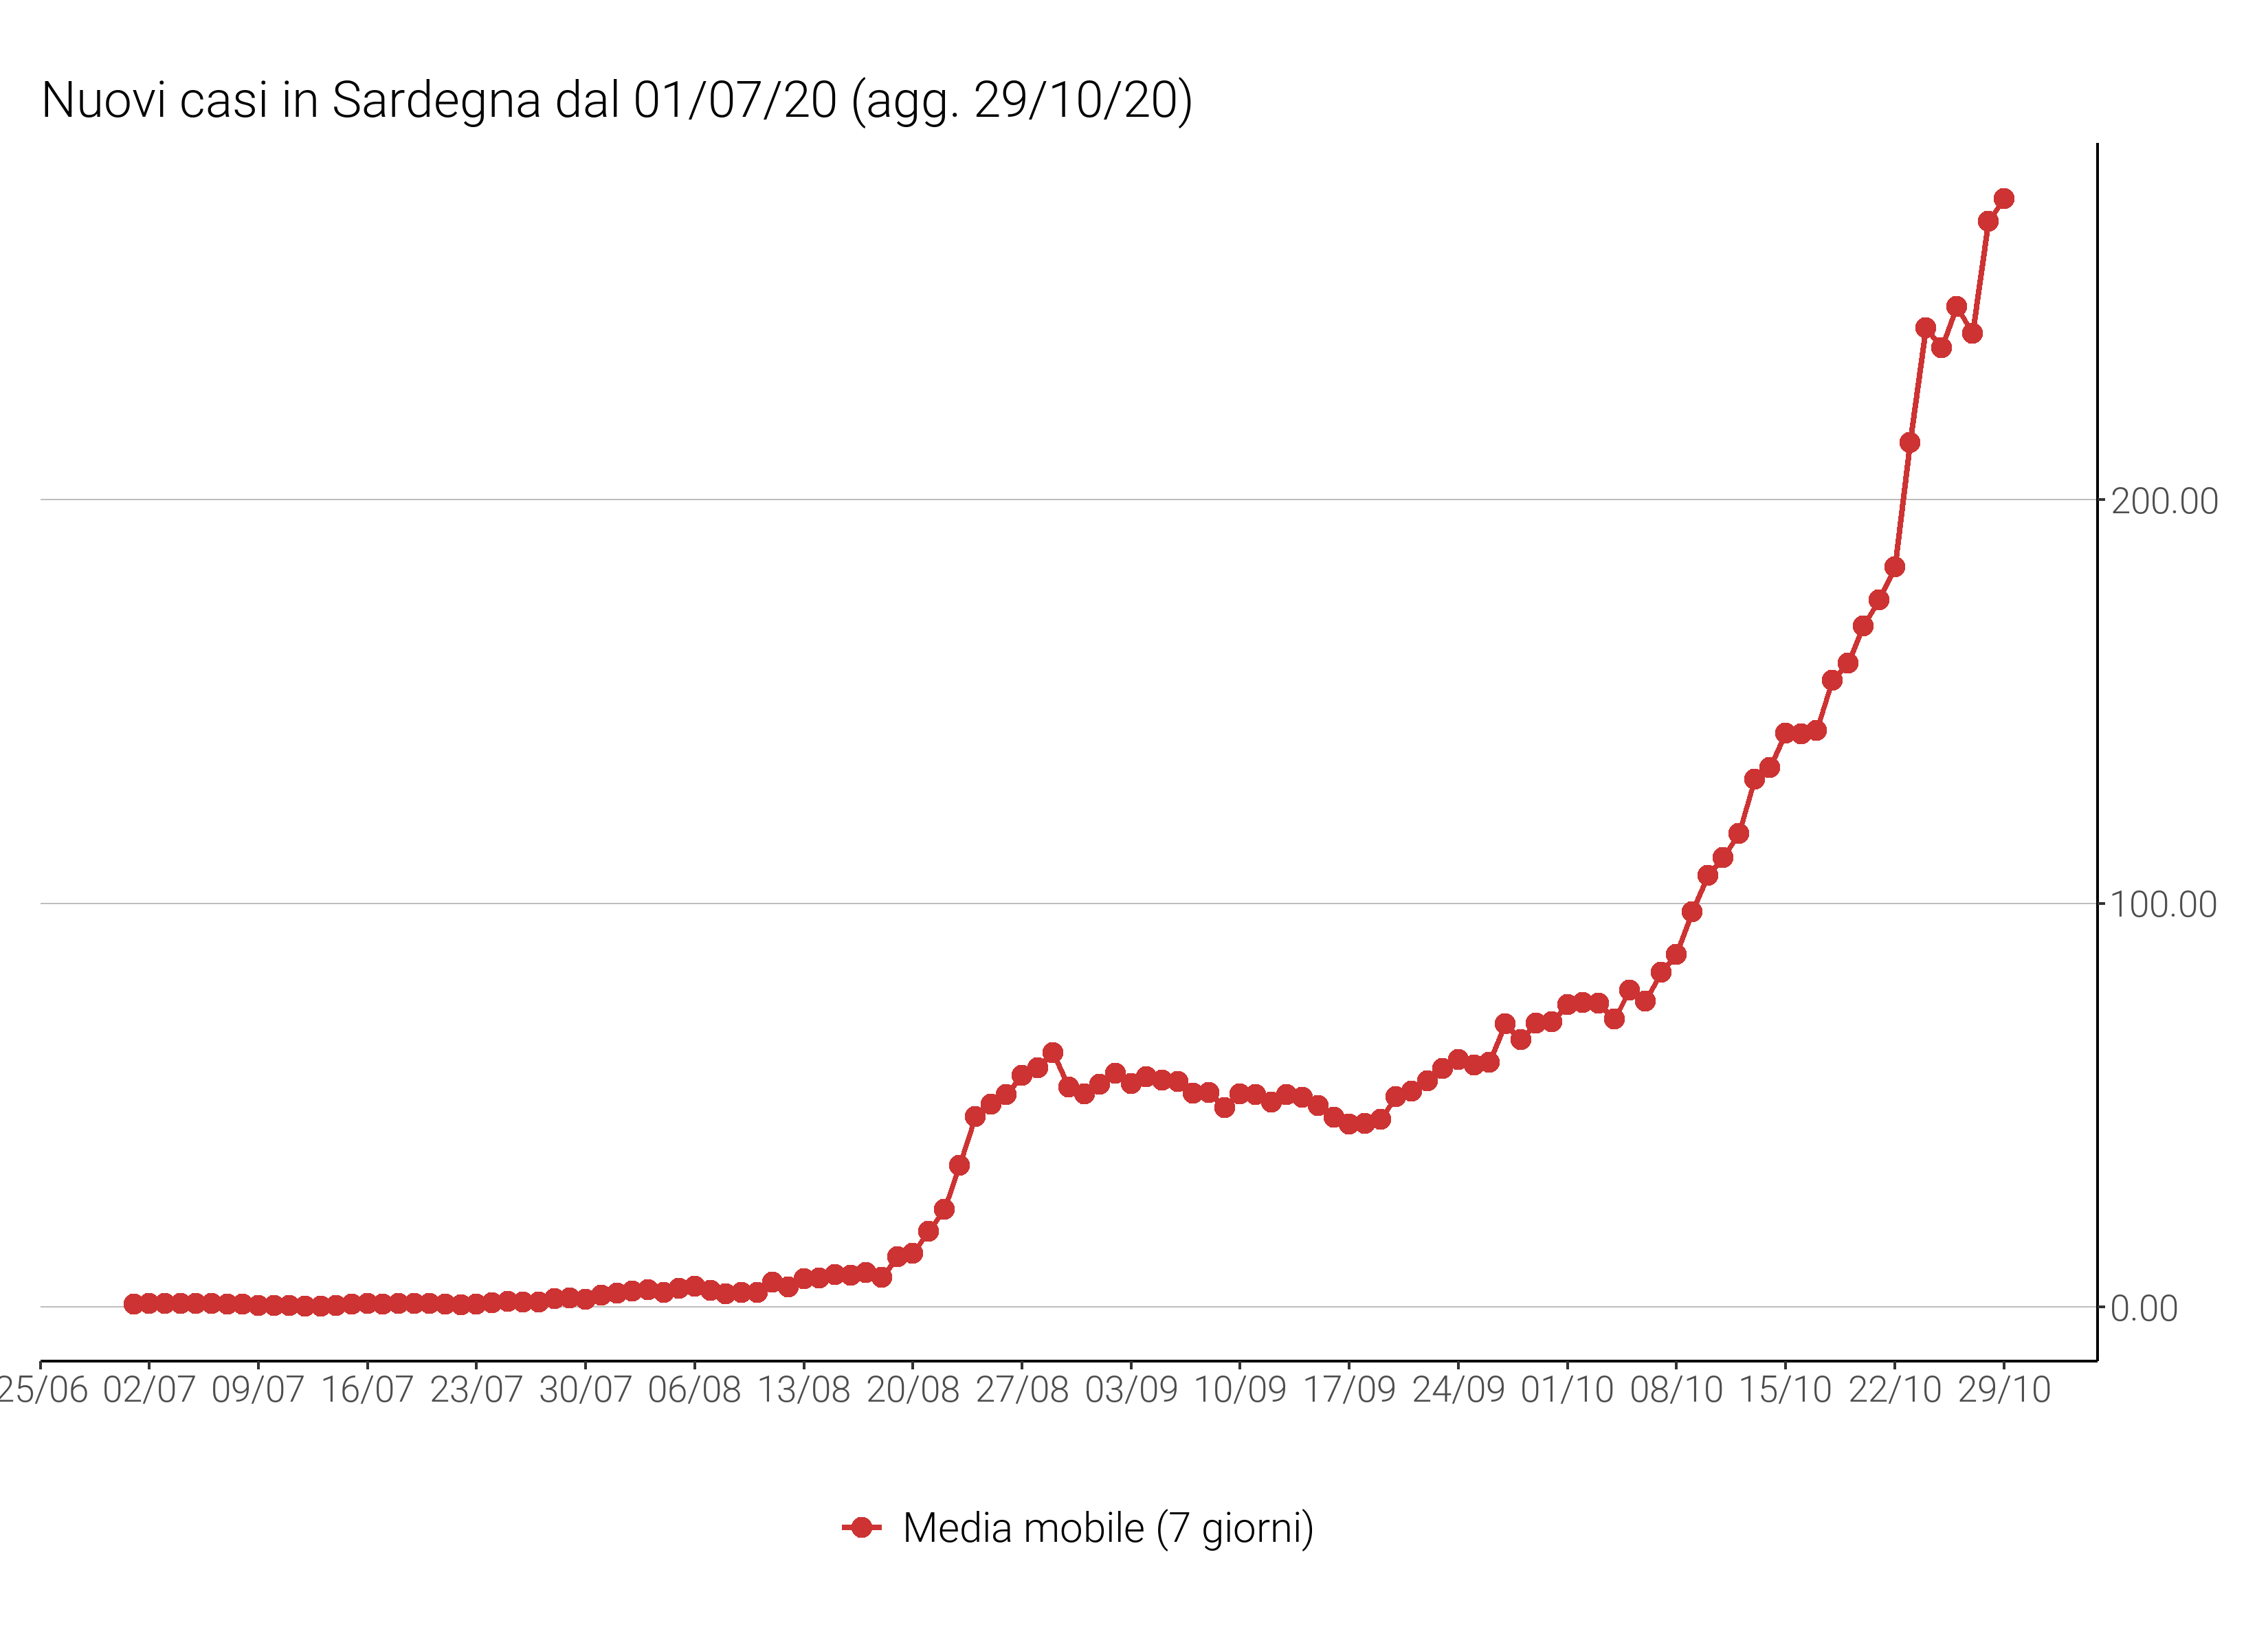 Nuovi casi in Sardegna dal 01/07/20 (agg. 29/10/20)
200.00
100.00
0.00
25/06 02/07 09/07 16/07 23/07 30/07 06/08 13/08 20/08 27/08 03/09 10/09 17/09 24/09 01/10 08/10 15/10 22/10 29/10
Media mobile (7 giorni)